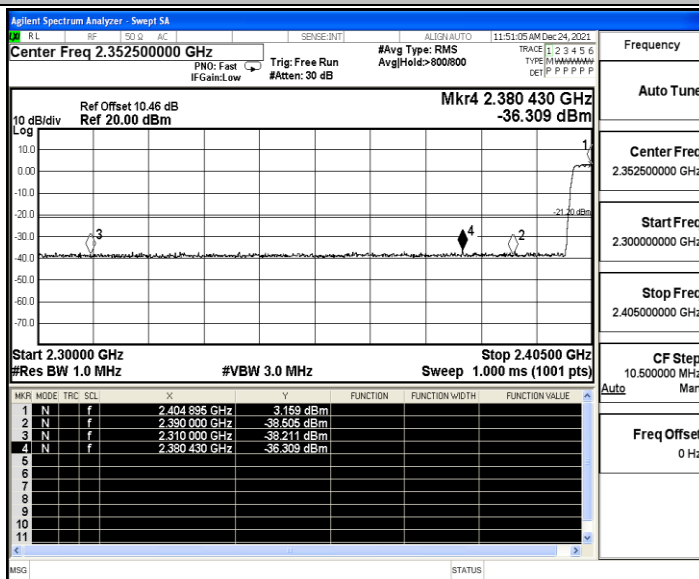 Agilent Spectrum Analyzer - Swept SA
RL RF 50 Ω AC SENSE:INT ALIGN AUTO 11:51:05 AM Dec 24, 2021
Center Freq 2.352500000 GHz #Avg Type: RMS TRACE 1 2 3 4 5 6
PNO: Fast Trig: Free Run Avg|Hold:>800/800 TYPE M
IFGain:Low #Atten: 30 dB DET P P P P P P
Mkr4 2.380 430 GHz
Ref Offset 10.46 dB
10 dB/div Ref 20.00 dBm -36.309 dBm
Log
1
10.0
0.00
-10.0
-20.0
-21.20 dBm
-30.0
3 4 2
-40.0
-50.0
-60.0
-70.0
Start 2.30000 GHz Stop 2.40500 GHz
#Res BW 1.0 MHz #VBW 3.0 MHz Sweep 1.000 ms (1001 pts)
MKR MODE TRC SCL X Y FUNCTION FUNCTION WIDTH FUNCTION VALUE
1 N f 2.404 895 GHz 3.159 dBm
2 N f 2.390 000 GHz -38.505 dBm
3 N f 2.310 000 GHz -38.211 dBm
4 N f 2.380 430 GHz -36.309 dBm
5
6
7
8
9
10
11
MSG STATUS
Frequency
Auto Tune
Center Freq
2.352500000 GHz
Start Freq
2.300000000 GHz
Stop Freq
2.405000000 GHz
CF Step
10.500000 MHz
Auto Man
Freq Offset
0 Hz